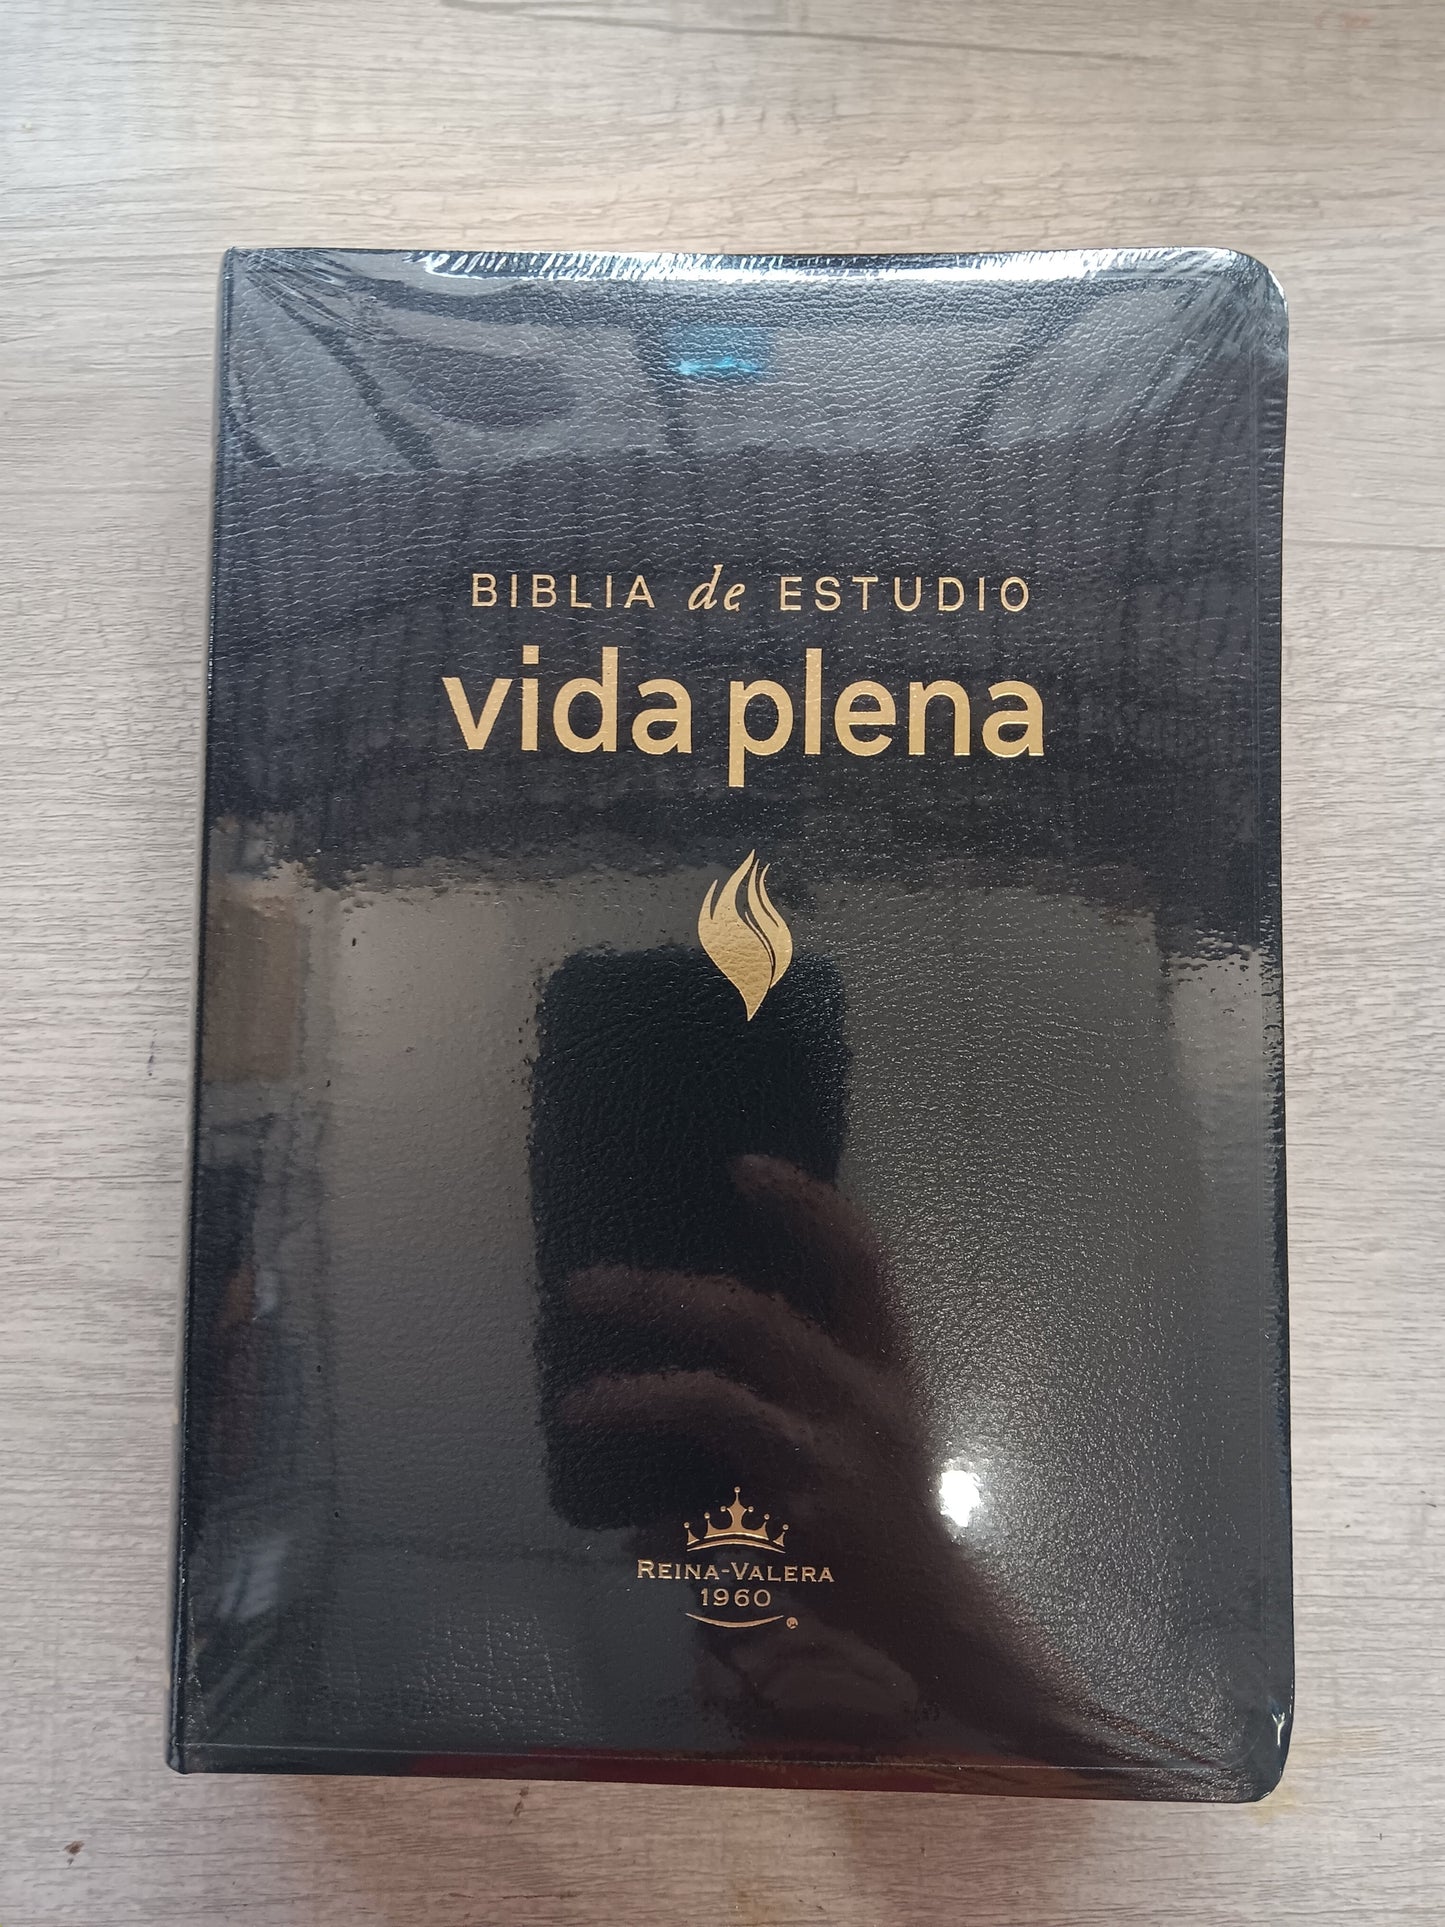 BIBLIA de ESTUDIO
vida plena
REINA-VALERA
1960